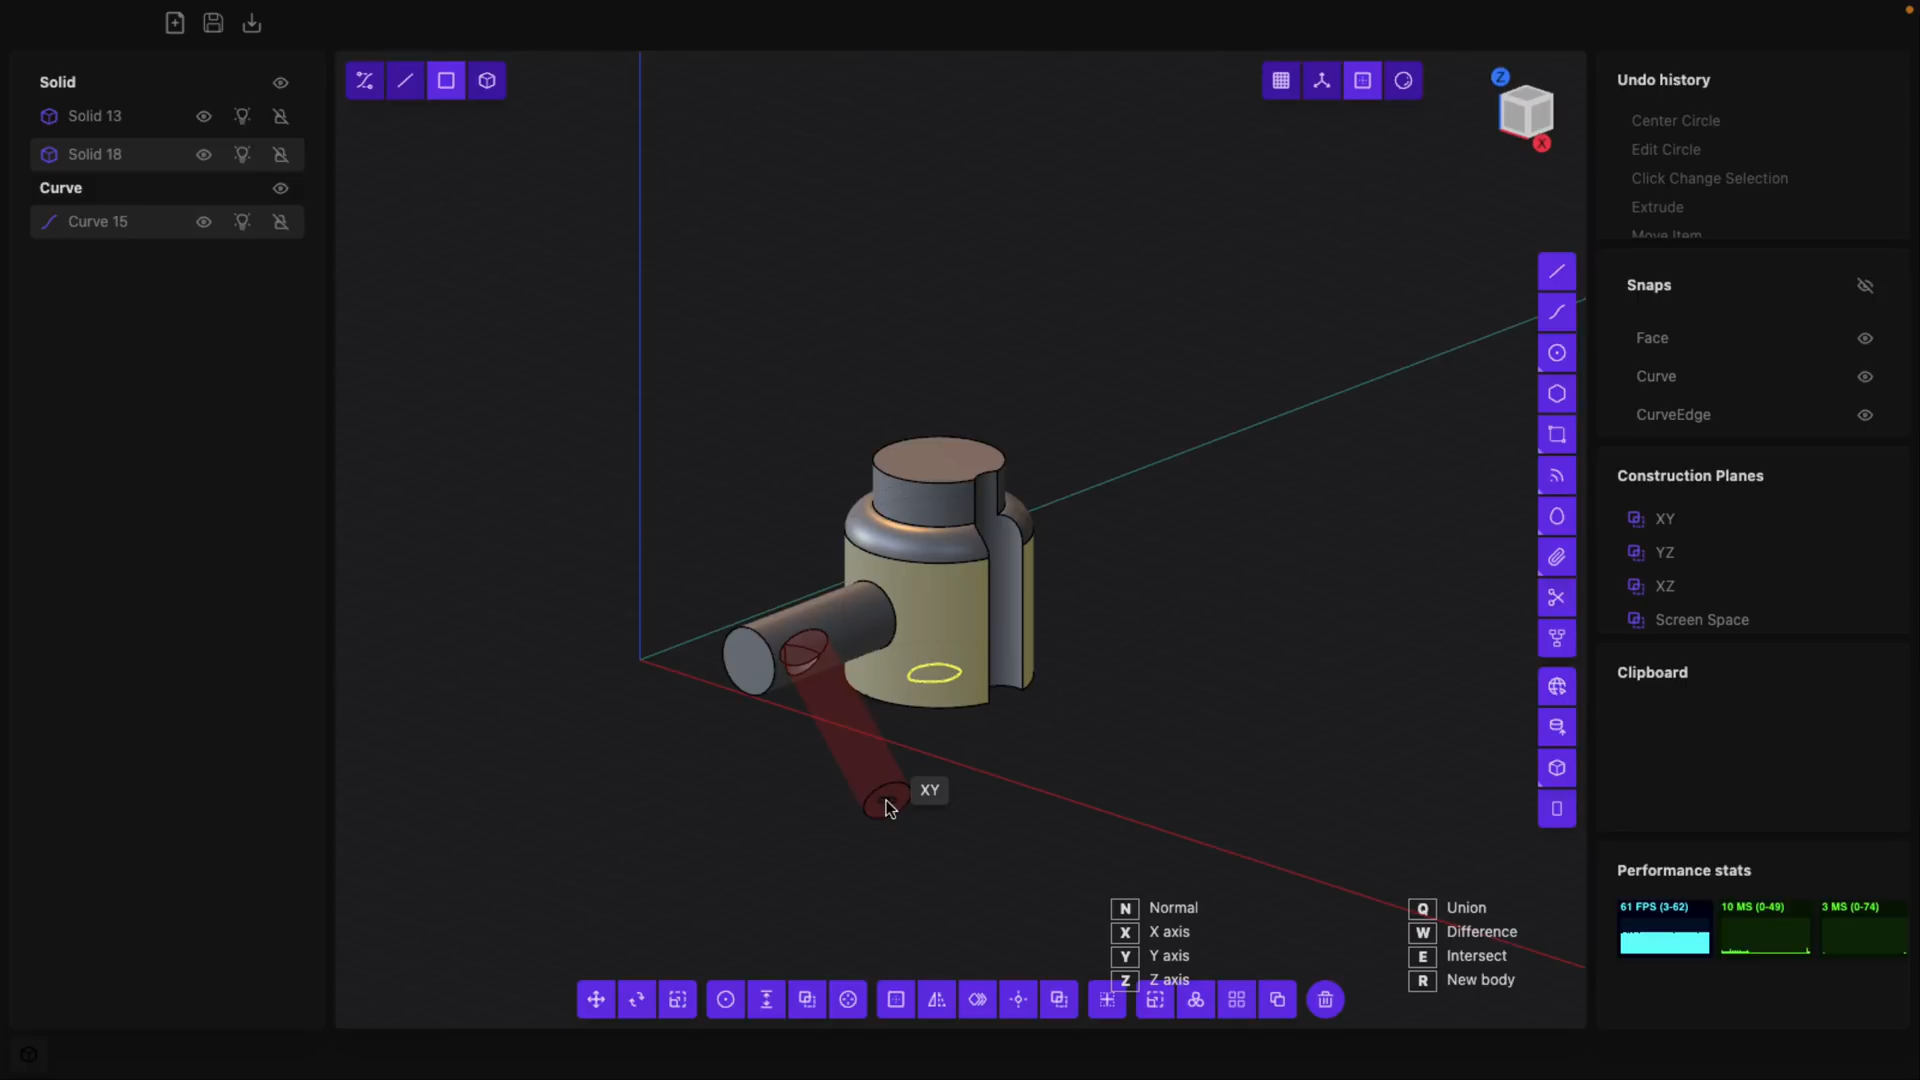 Solid
Solid 13
Solid 18
Curve
Curve 15
Z
X
XY
N Normal
X X axis
Y Y axis
Z Z axis
Q Union
W Difference
E Intersect
R New body
Undo history
Center Circle
Edit Circle
Click Change Selection
Extrude
Move Item
Snaps
Face
Curve
CurveEdge
Construction Planes
XY
YZ
XZ
Screen Space
Clipboard
Performance stats
61 FPS (3-62) 10 MS (0-49) 3 MS (0-74)